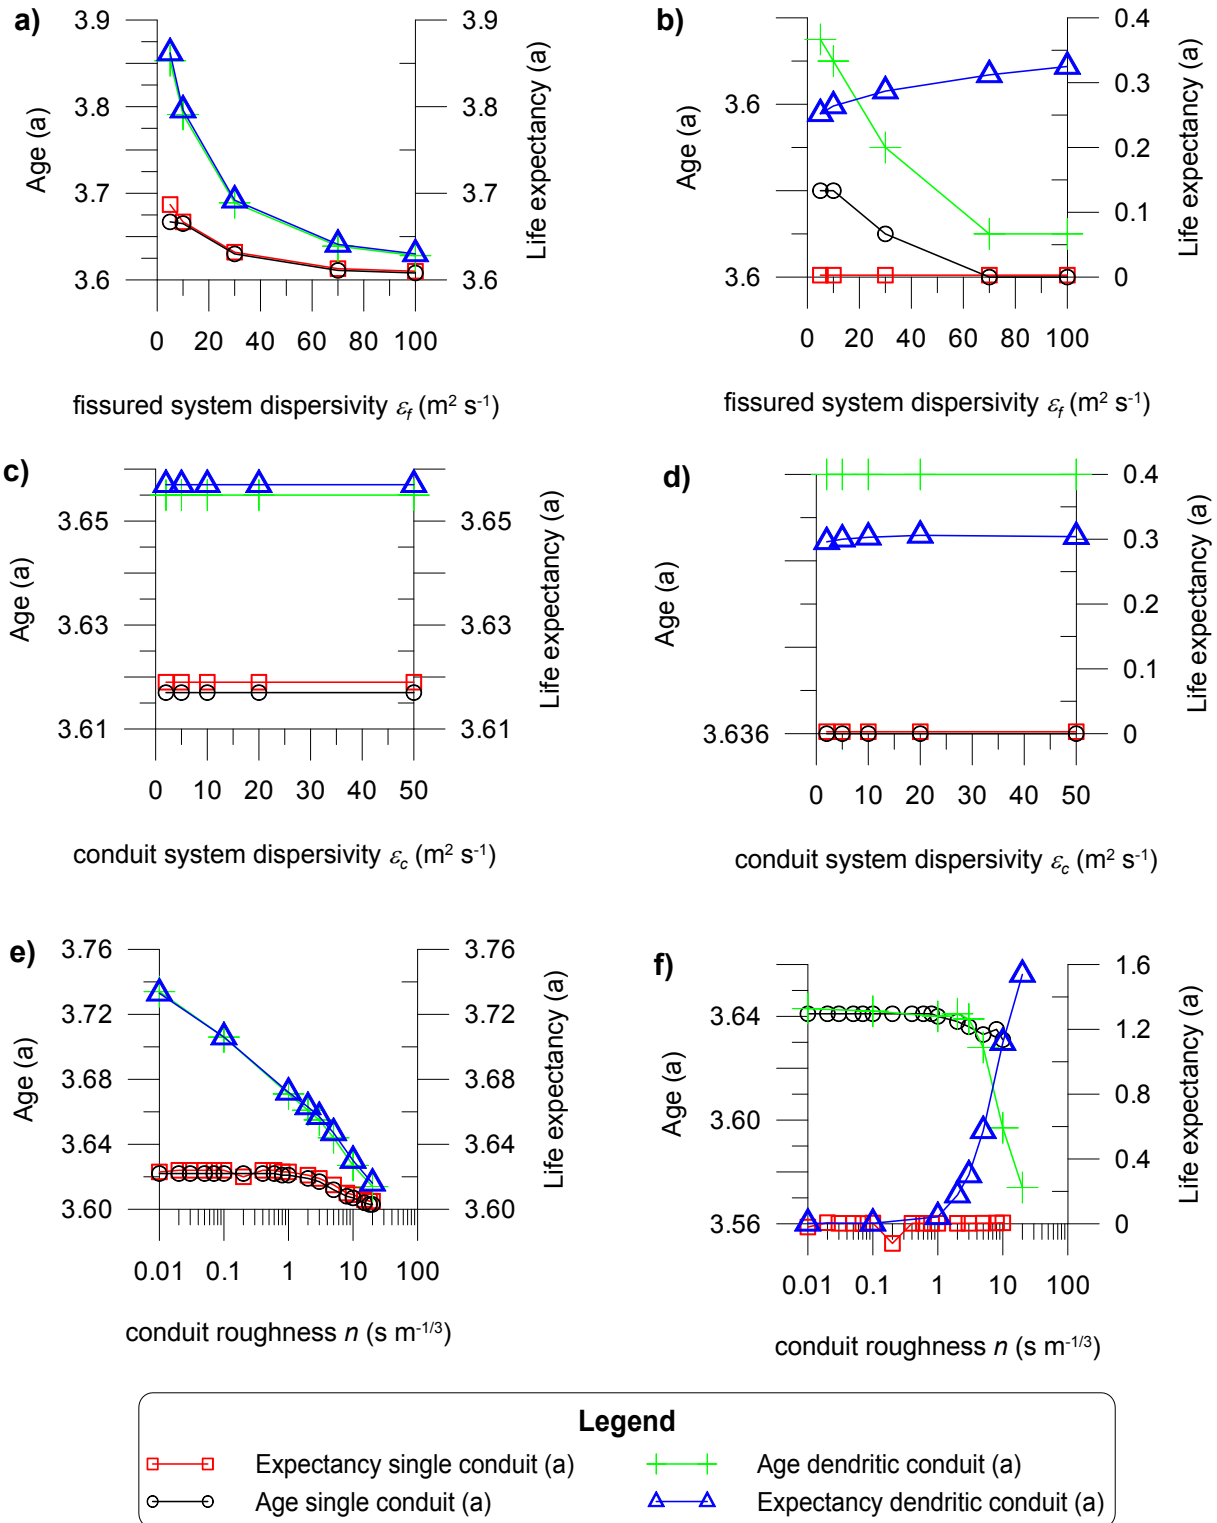 a)
3.9
3.8
3.7
3.6
Age (a)
3.9
3.8
3.7
3.6
Life expectancy (a)
0 20 40 60 80 100
fissured system dispersivity εf (m² s⁻¹)
b)
3.6
3.6
Age (a)
0.4
0.3
0.2
0.1
0
Life expectancy (a)
0 20 40 60 80 100
fissured system dispersivity εf (m² s⁻¹)
c)
3.65
3.63
3.61
Age (a)
3.65
3.63
3.61
Life expectancy (a)
0 10 20 30 40 50
conduit system dispersivity εc (m² s⁻¹)
d)
3.636
Age (a)
0.4
0.3
0.2
0.1
0
Life expectancy (a)
0 10 20 30 40 50
conduit system dispersivity εc (m² s⁻¹)
e)
3.76
3.72
3.68
3.64
3.60
Age (a)
3.76
3.72
3.68
3.64
3.60
Life expectancy (a)
0.01 0.1 1 10 100
conduit roughness n (s m⁻¹/³)
f)
3.64
3.60
3.56
Age (a)
1.6
1.2
0.8
0.4
0
Life expectancy (a)
0.01 0.1 1 10 100
conduit roughness n (s m⁻¹/³)
Legend
Expectancy single conduit (a)
Age dendritic conduit (a)
Age single conduit (a)
Expectancy dendritic conduit (a)